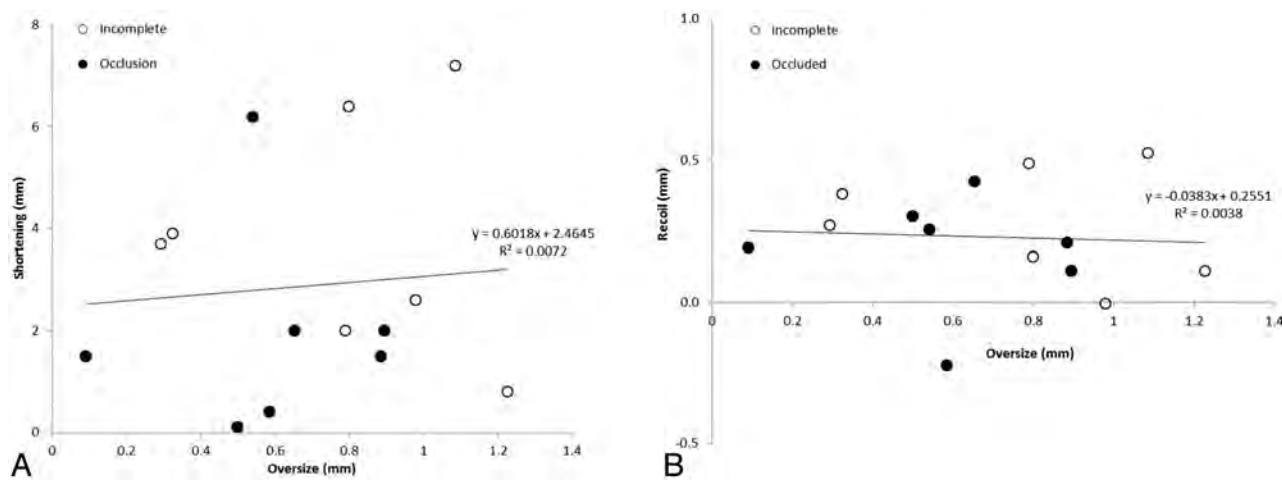 8
Incomplete
Occlusion
6
Shortening (mm)
4
y = 0.6018x + 2.4645
R² = 0.0072
2
0
0 0.2 0.4 0.6 0.8 1 1.2 1.4
Oversize (mm)
A
1.0
Incomplete
Occluded
0.5
Recoil (mm)
y = -0.0383x + 0.2551
R² = 0.0038
0.0
0 0.2 0.4 0.6 0.8 1 1.2 1.4
Oversize (mm)
-0.5
B